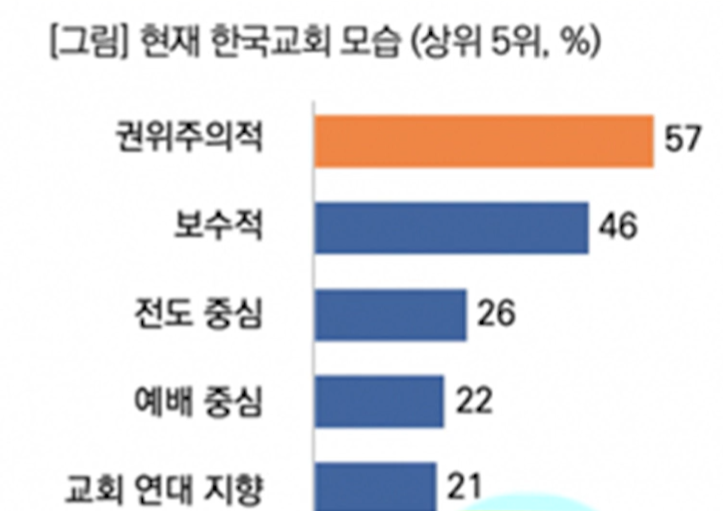 [그림] 현재 한국교회 모습 (상위 5위, %)
권위주의적 57
보수적 46
전도 중심 26
예배 중심 22
교회 연대 지향 21